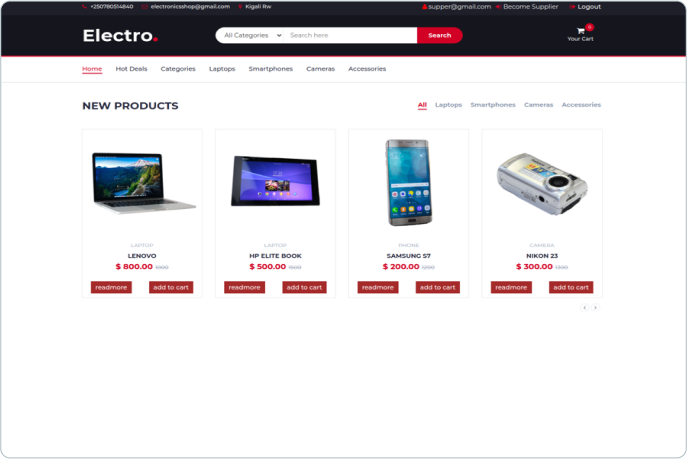 +250780514840 electronicsshop@gmail.com Kigali Rw supper@gmail.com Become Supplier Logout
Electro. All Categories Search here Search 0
Your Cart
Home Hot Deals Categories Laptops Smartphones Cameras Accessories
NEW PRODUCTS All Laptops Smartphones Cameras Accessories
LAPTOP LAPTOP PHONE CAMERA
LENOVO HP ELITE BOOK SAMSUNG S7 NIKON 23
$ 800.00 $ 500.00 $ 200.00 1200 $ 300.00
readmore add to cart readmore add to cart readmore add to cart readmore add to cart